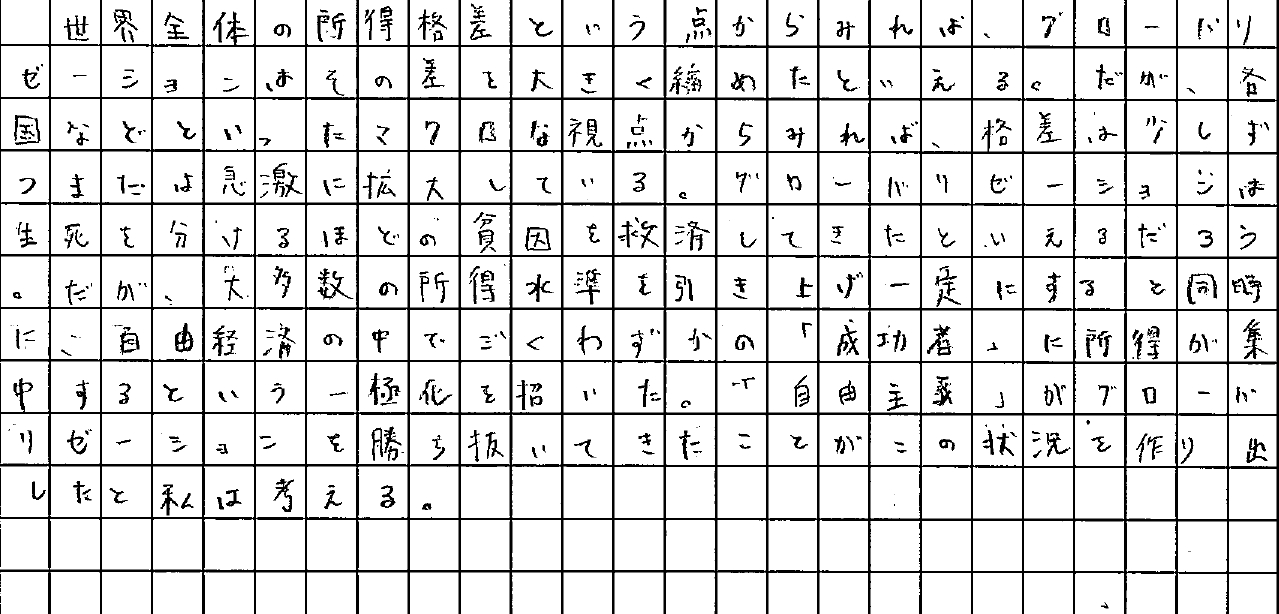 世界全体の所得格差という点からみれば、グローバリ
ゼーションはその差を大きく縮めたといえる。だが、各
国などといったマクロな視点からみれば、格差は少しず
つまたは急激に拡大している。グローバリゼーションは
生死を分けるほどの貧困を救済してきたといえるだろう
。だが、大多数の所得水準を引き上げ一定にすると同時
に、自由経済の中でごくわずかの「成功者」に所得が集
中するという一極化を招いた。「自由主義」がグローバ
リゼーションを勝ち抜いてきたことがこの状況を作り出
したと私は考える。